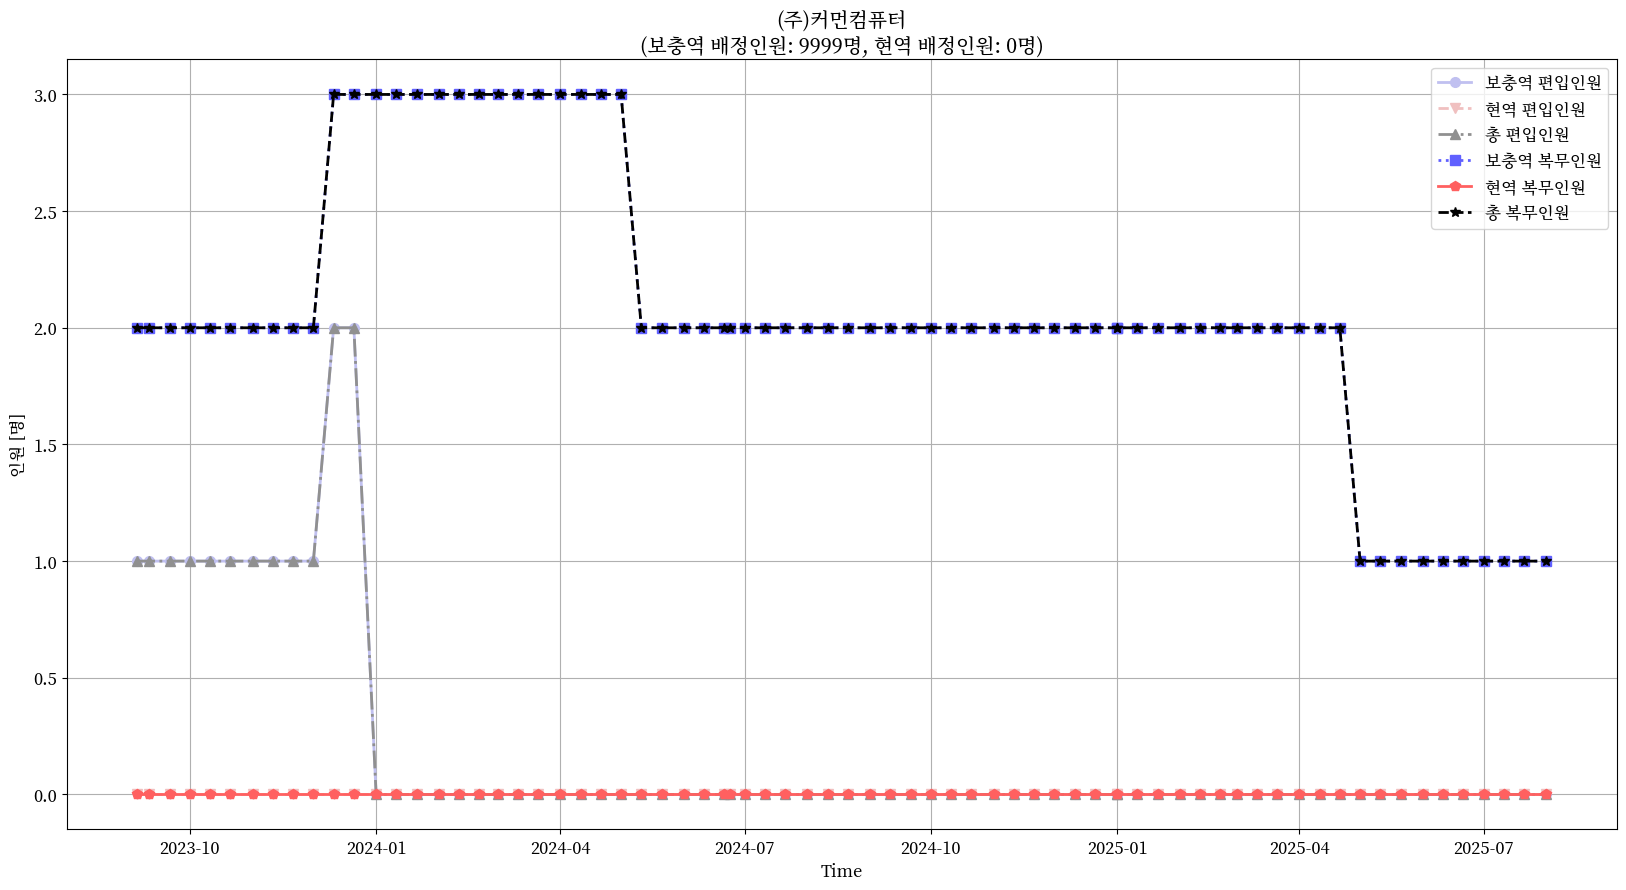 (주)커먼컴퓨터
(보충역 배정인원: 9999명, 현역 배정인원: 0명)
보충역 편입인원
현역 편입인원
총 편입인원
보충역 복무인원
현역 복무인원
총 복무인원
인원 [명]
3.0
2.5
2.0
1.5
1.0
0.5
0.0
2023-10
2024-01
2024-04
2024-07
2024-10
2025-01
2025-04
2025-07
Time